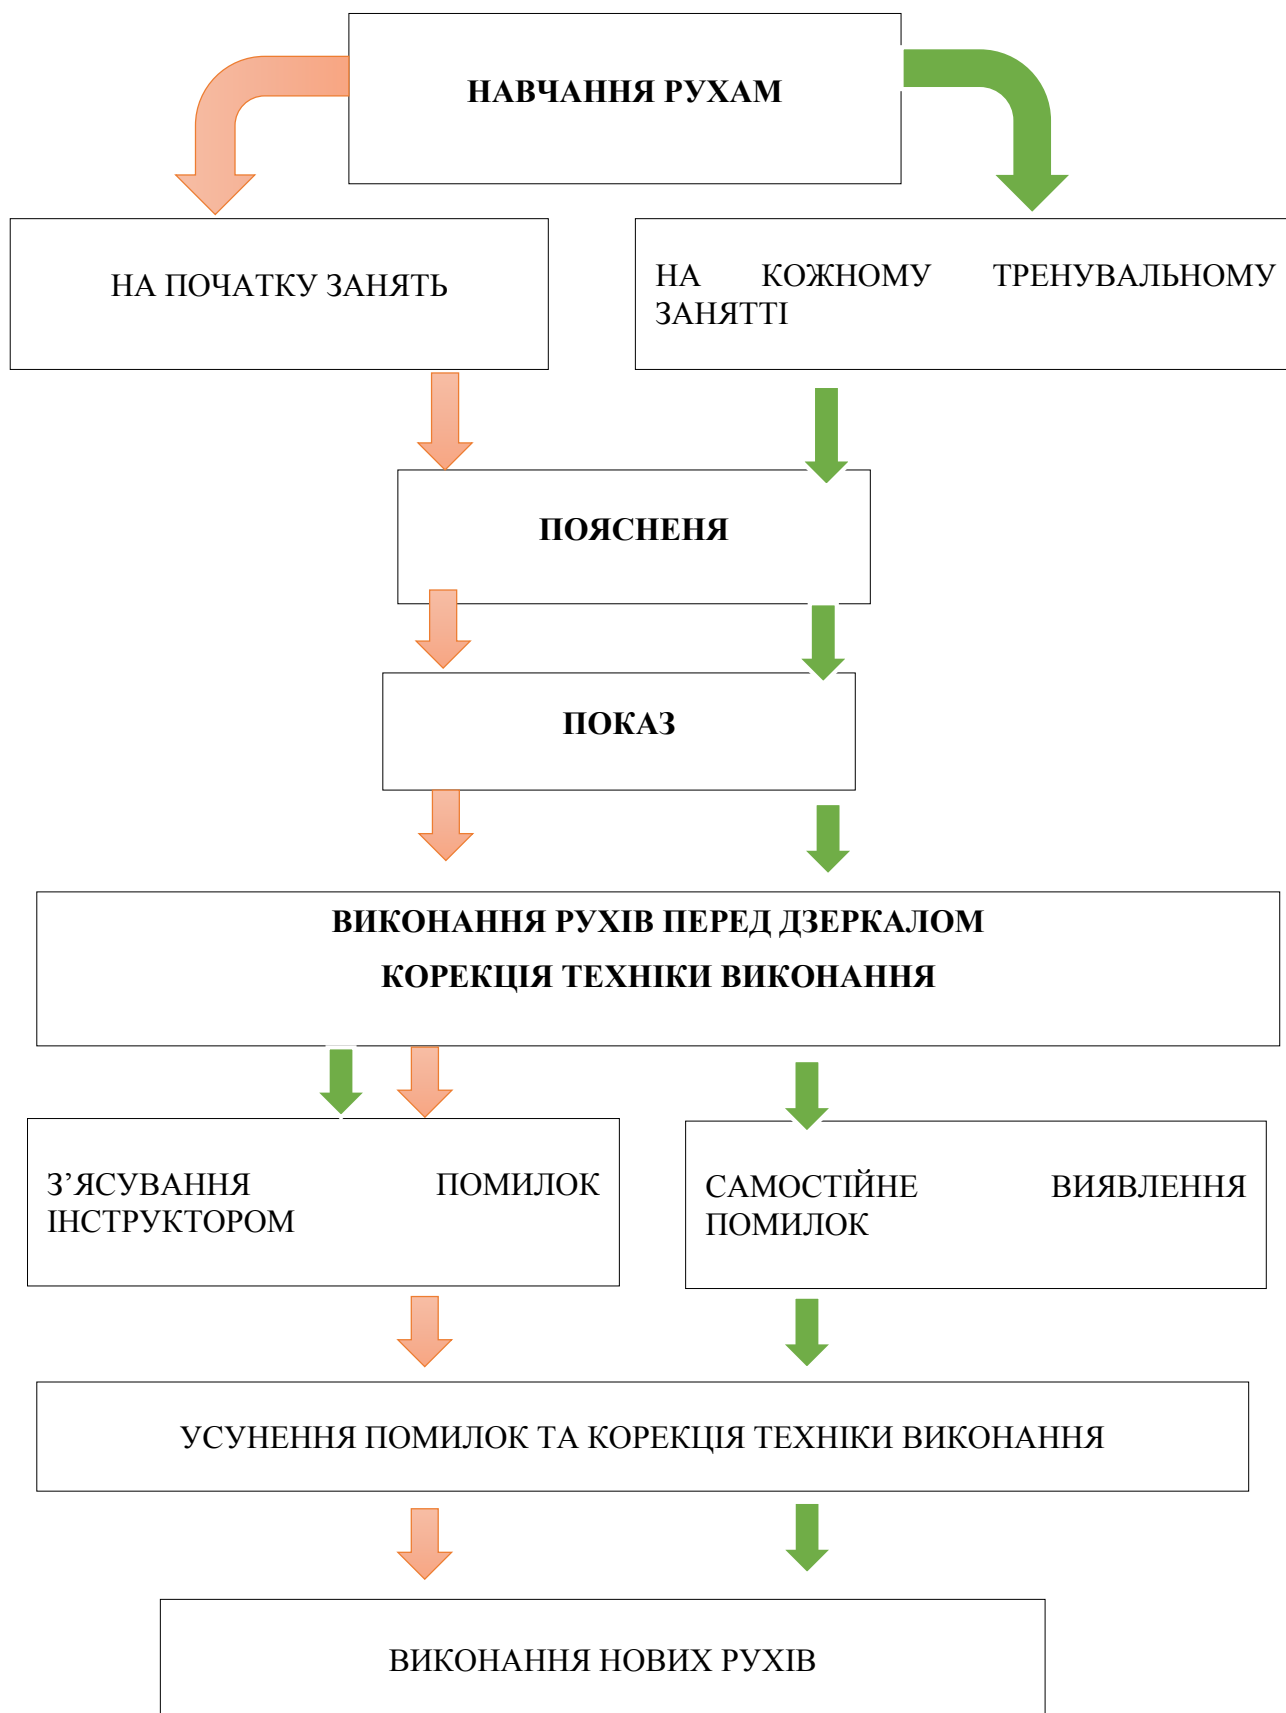 НАВЧАННЯ РУХАМ
НА ПОЧАТКУ ЗАНЯТЬ
НА КОЖНОМУ ТРЕНУВАЛЬНОМУ
ЗАНЯТТІ
ПОЯСНЕНЯ
ПОКАЗ
ВИКОНАННЯ РУХІВ ПЕРЕД ДЗЕРКАЛОМ
КОРЕКЦІЯ ТЕХНІКИ ВИКОНАННЯ
З’ЯСУВАННЯ ПОМИЛОК
ІНСТРУКТОРОМ
САМОСТІЙНЕ ВИЯВЛЕННЯ
ПОМИЛОК
УСУНЕННЯ ПОМИЛОК ТА КОРЕКЦІЯ ТЕХНІКИ ВИКОНАННЯ
ВИКОНАННЯ НОВИХ РУХІВ